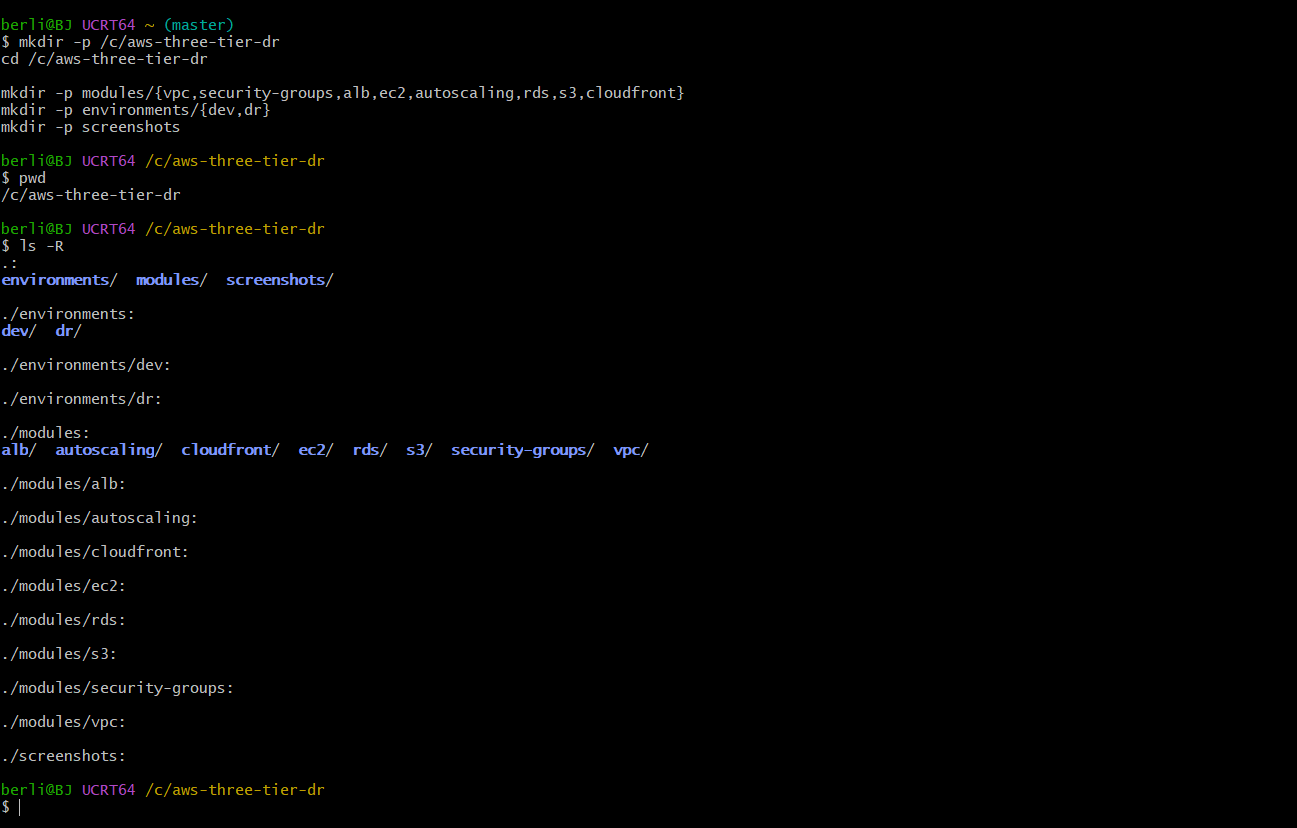 berli@BJ UCRT64 ~ (master)
$ mkdir -p /c/aws-three-tier-dr
cd /c/aws-three-tier-dr
mkdir -p modules/{vpc,security-groups,alb,ec2,autoscaling,rds,s3,cloudfront}
mkdir -p environments/{dev,dr}
mkdir -p screenshots
berli@BJ UCRT64 /c/aws-three-tier-dr
$ pwd
/c/aws-three-tier-dr
berli@BJ UCRT64 /c/aws-three-tier-dr
$ ls -R
.:
environments/  modules/  screenshots/
./environments:
dev/  dr/
./environments/dev:
./environments/dr:
./modules:
alb/  autoscaling/  cloudfront/  ec2/  rds/  s3/  security-groups/  vpc/
./modules/alb:
./modules/autoscaling:
./modules/cloudfront:
./modules/ec2:
./modules/rds:
./modules/s3:
./modules/security-groups:
./modules/vpc:
./screenshots:
berli@BJ UCRT64 /c/aws-three-tier-dr
$